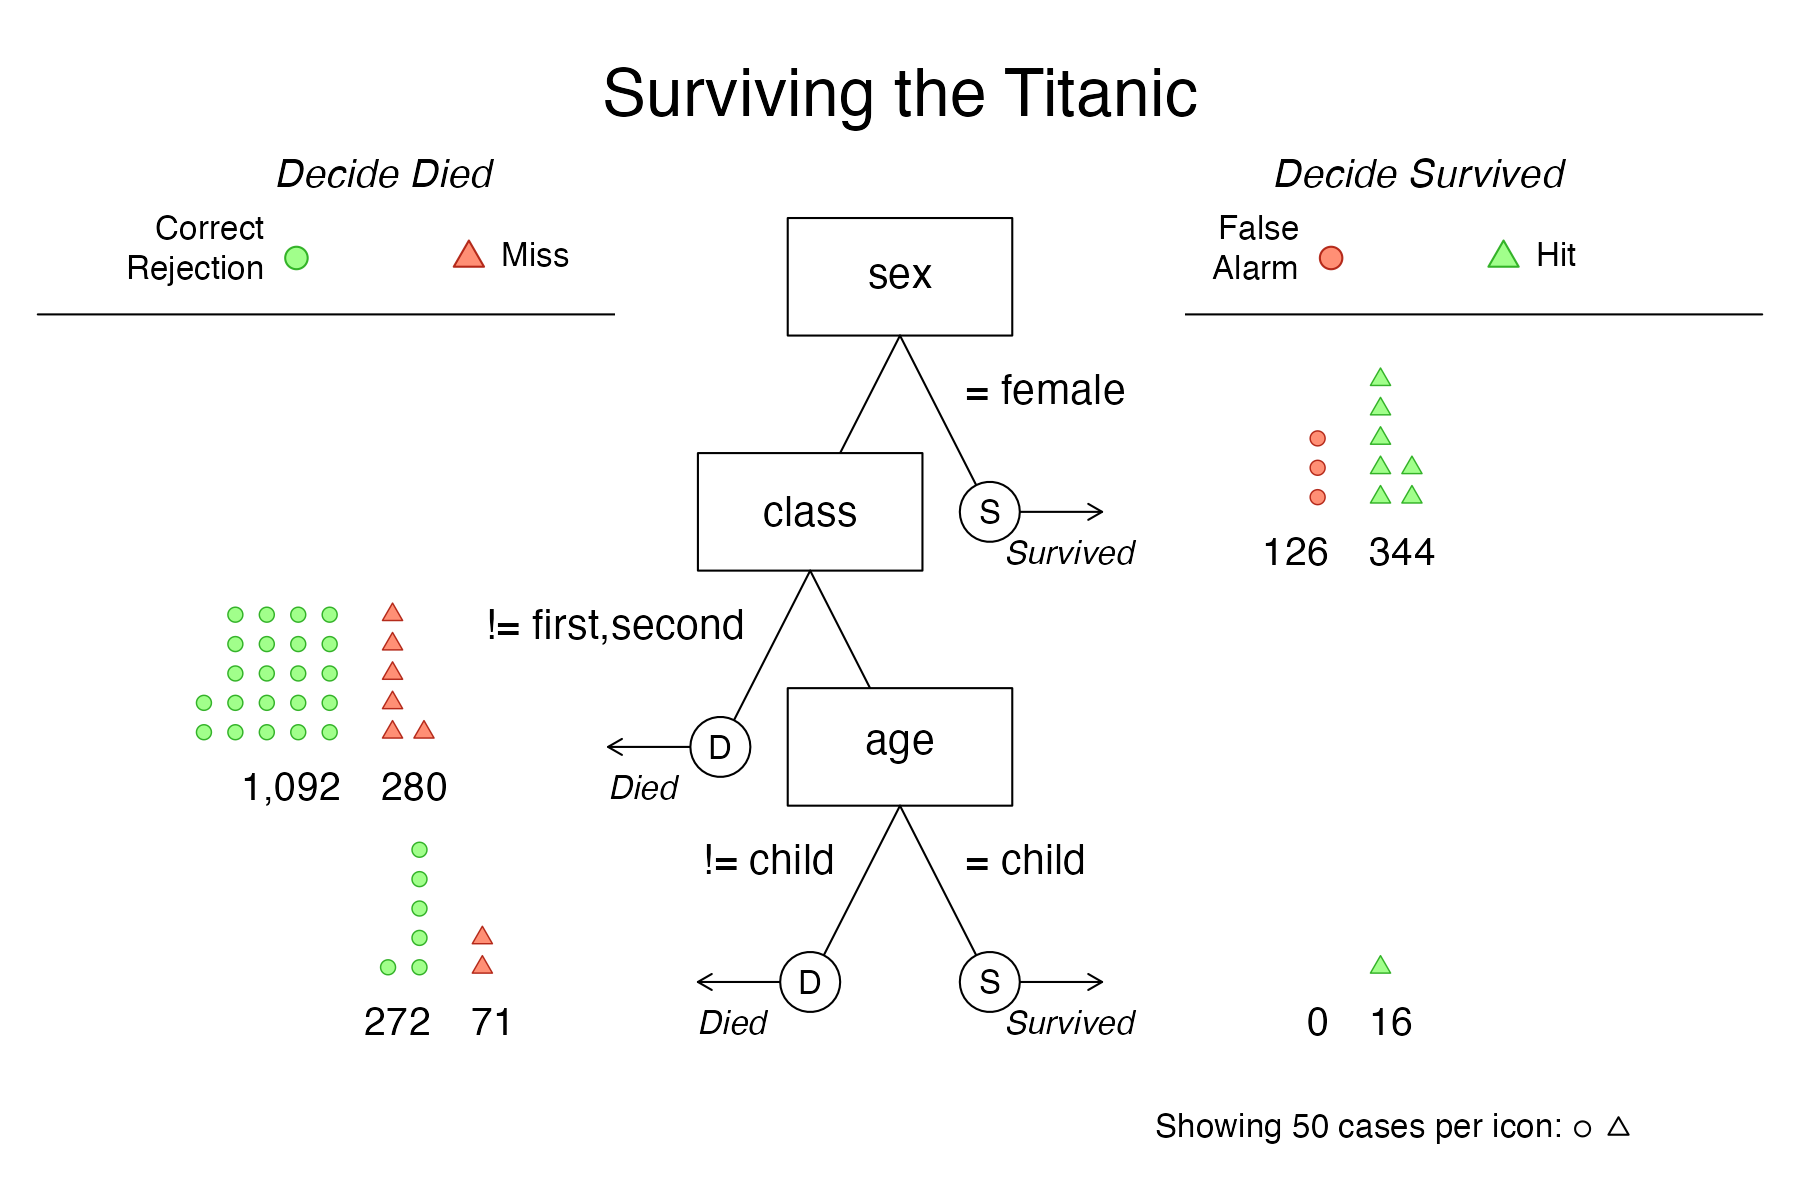 Surviving the Titanic
Decide Died
Correct
Rejection
Miss
Decide Survived
False
Alarm
Hit
sex
= female
class
S
Survived
126 344
!= first,second
D
Died
1,092 280
age
!= child
= child
D
Died
272 71
S
Survived
0 16
Showing 50 cases per icon: